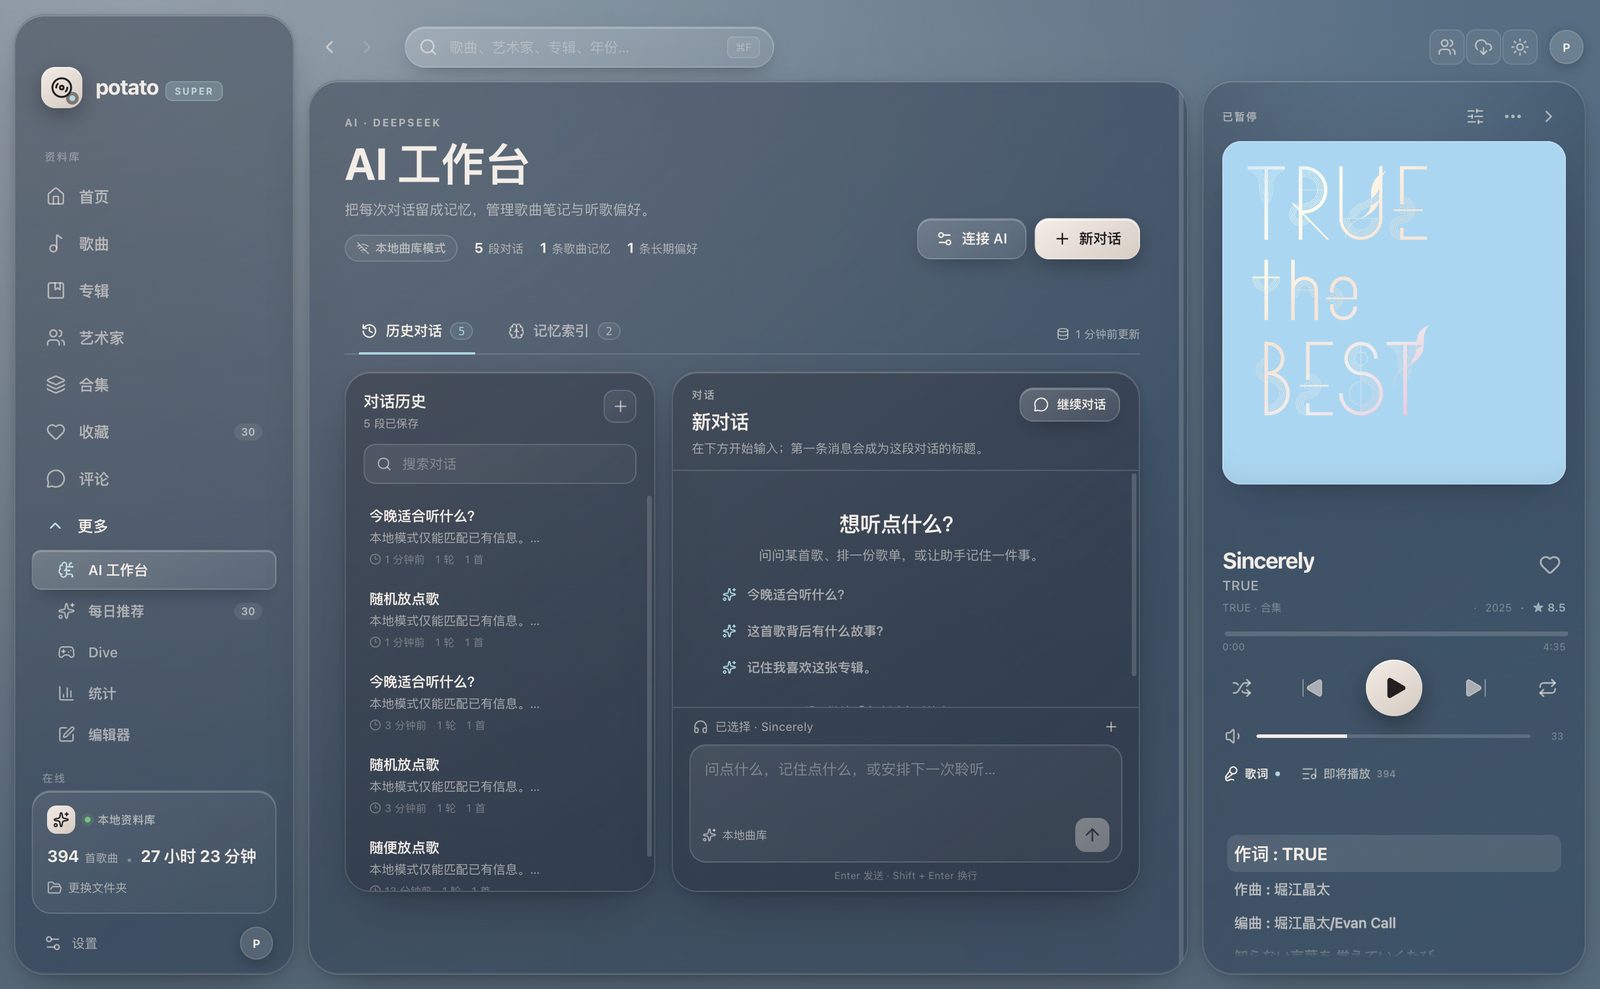 potato SUPER
资料库
首页
歌曲
专辑
艺术家
合集
收藏 30
评论
更多
AI 工作台
每日推荐 30
Dive
统计
编辑器
在线
本地资料库
394 首歌曲 · 27 小时 23 分钟
更换文件夹
设置 P
歌曲、艺术家、专辑、年份... ⌘F
P
AI · DEEPSEEK
AI 工作台
把每次对话留成记忆，管理歌曲笔记与听歌偏好。
本地曲库模式 5 段对话 1 条歌曲记忆 1 条长期偏好
连接 AI
新对话
历史对话 5
记忆索引 2
1 分钟前更新
对话历史
5 段已保存
搜索对话
今晚适合听什么?
本地模式仅能匹配已有信息。...
1 分钟前 1 轮 1 首
随机放点歌
本地模式仅能匹配已有信息。...
1 分钟前 1 轮 1 首
今晚适合听什么?
本地模式仅能匹配已有信息。...
3 分钟前 1 轮 1 首
随机放点歌
本地模式仅能匹配已有信息。...
3 分钟前 1 轮 1 首
随便放点歌
本地模式仅能匹配已有信息。...
对话
新对话
在下方开始输入；第一条消息会成为这段对话的标题。
继续对话
想听点什么?
问问某首歌、排一份歌单，或让助手记住一件事。
今晚适合听什么?
这首歌背后有什么故事?
记住我喜欢这张专辑。
已选择 · Sincerely
问点什么，记住点什么，或安排下一次聆听...
本地曲库
Enter 发送 · Shift + Enter 换行
已暂停
TRUE
the
BEST
Sincerely
TRUE
TRUE · 合集 · 2025 · ★ 8.5
0:00 4:35
33
歌词
即将播放 394
作词 : TRUE
作曲 : 堀江晶太
编曲 : 堀江晶太/Evan Call
知らない言葉を 覚えていくたび